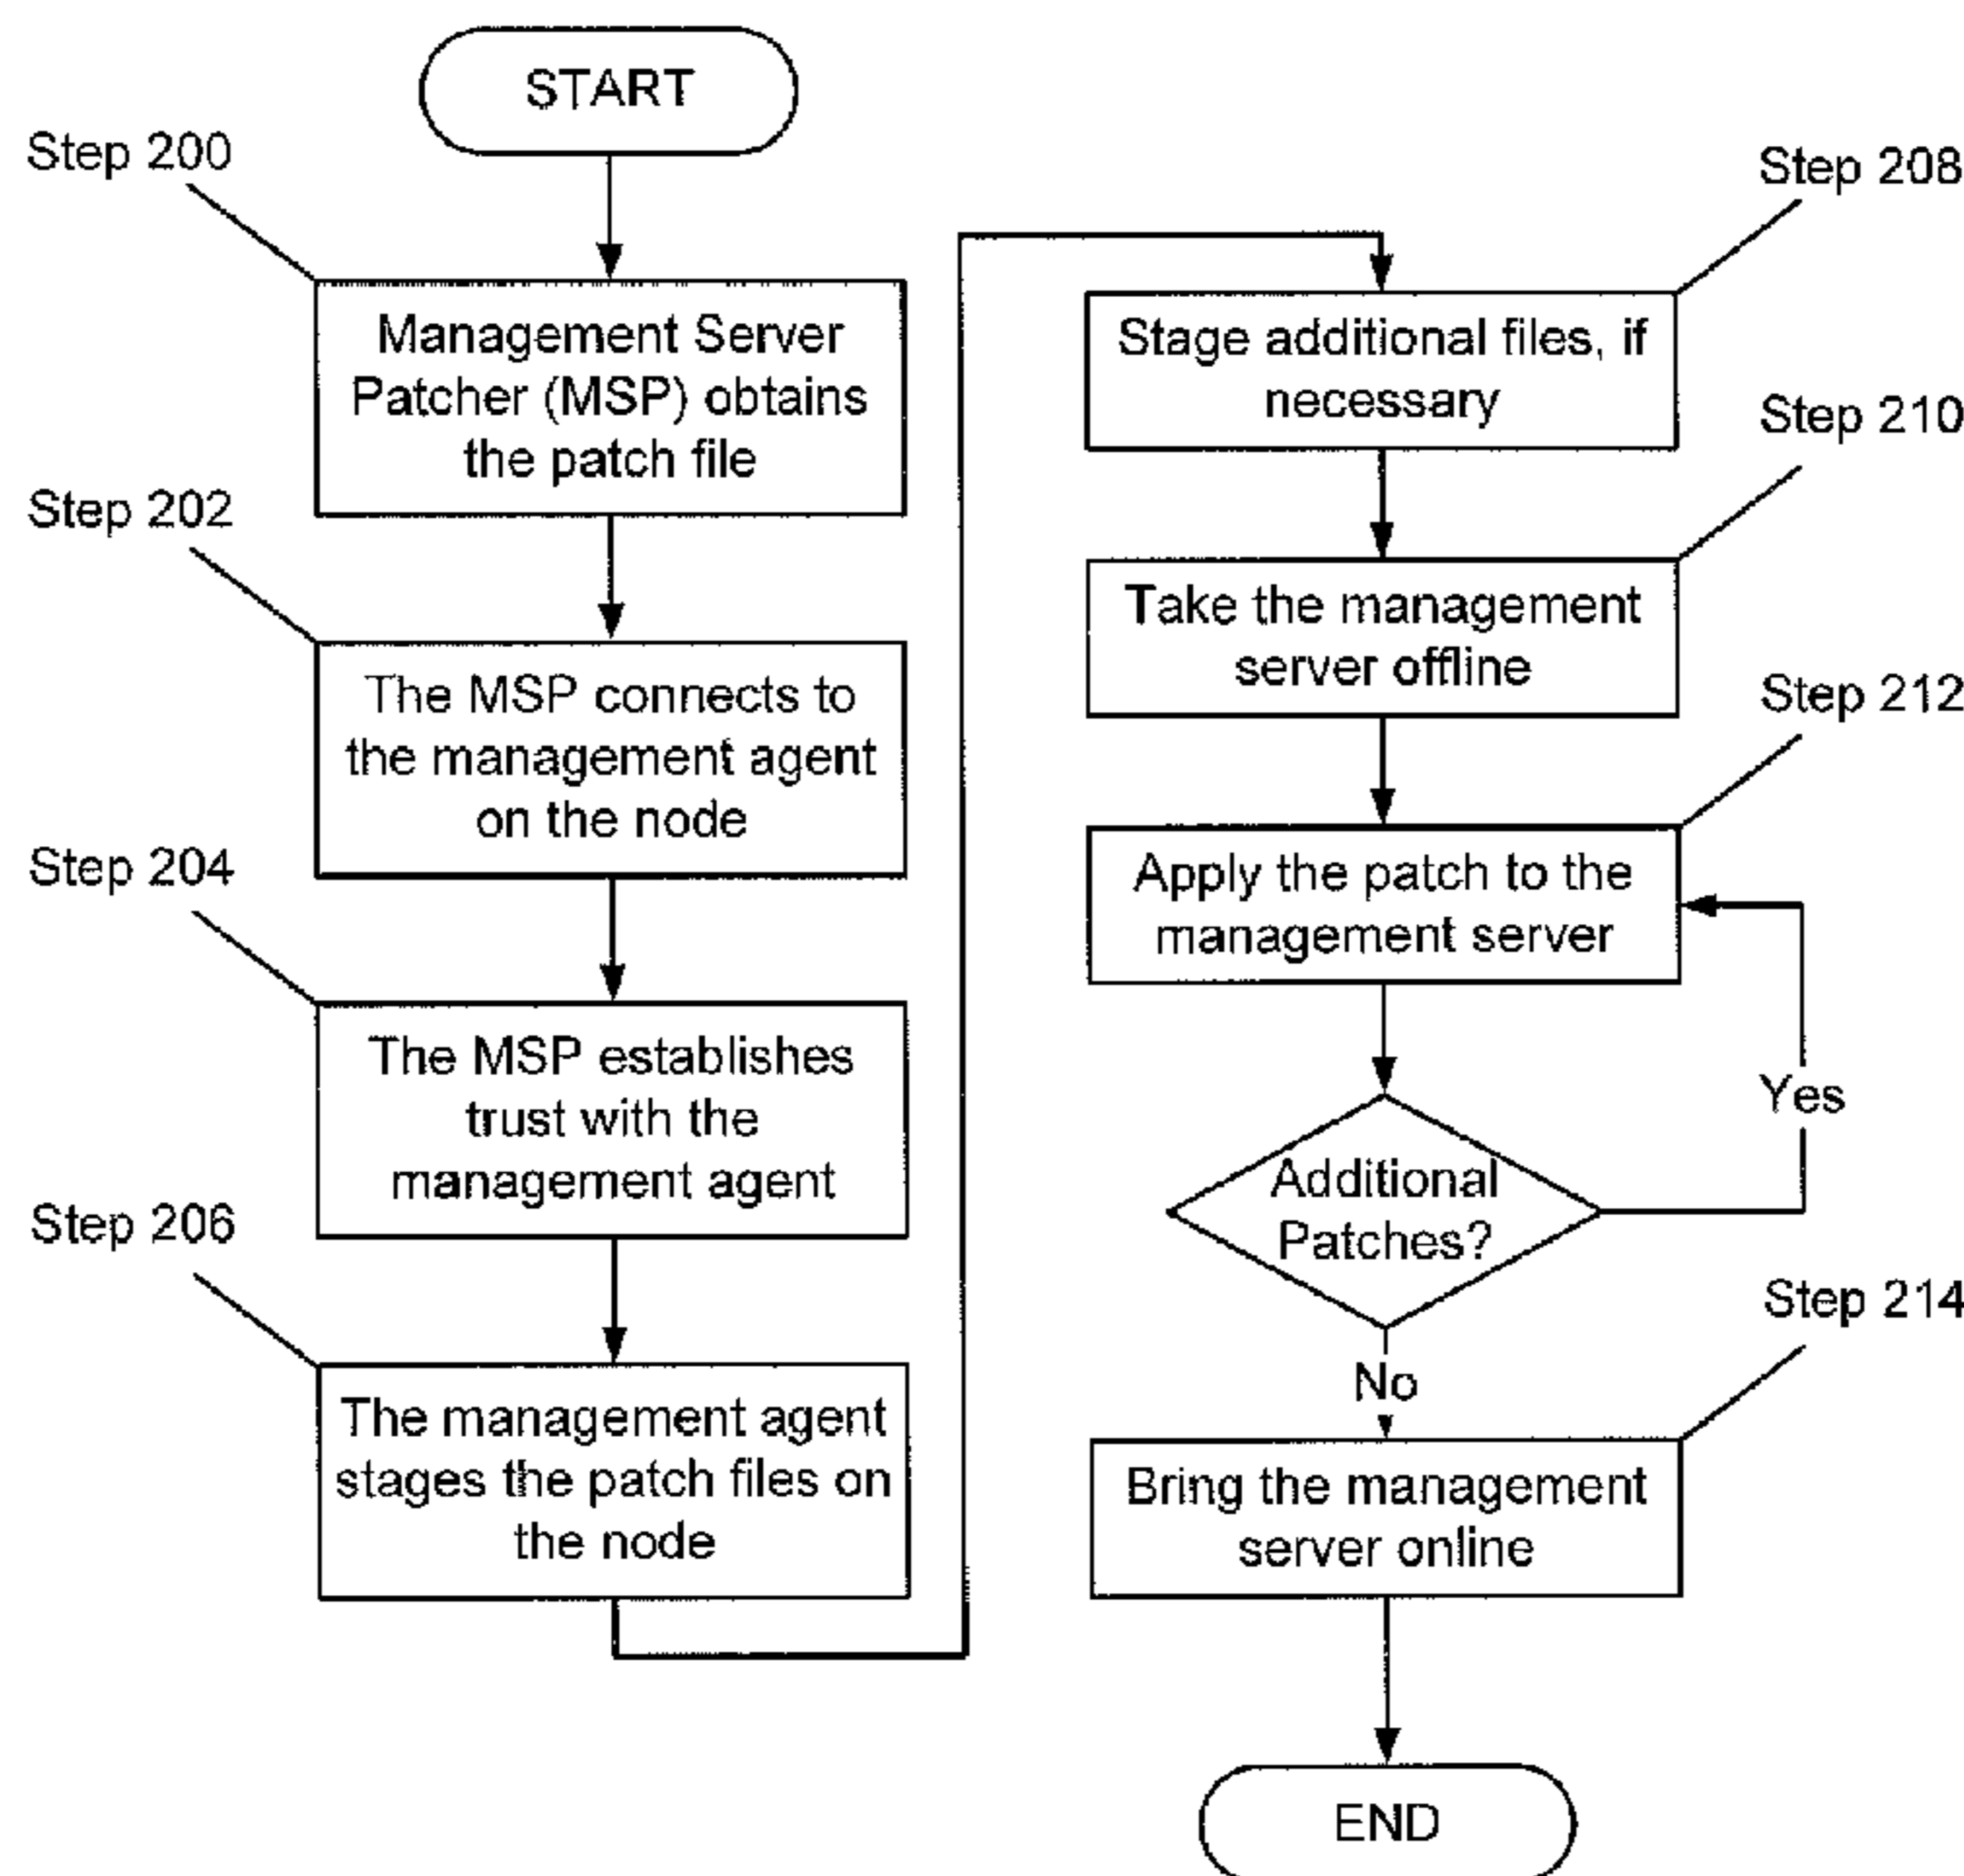 START
Step 200
Management Server
Patcher (MSP) obtains
the patch file
Step 202
The MSP connects to
the management agent
on the node
Step 204
The MSP establishes
trust with the
management agent
Step 206
The management agent
stages the patch files on
the node
Step 208
Stage additional files, if
necessary
Step 210
Take the management
server offline
Step 212
Apply the patch to the
management server
Yes
Additional
Patches?
No
Step 214
Bring the management
server online
END